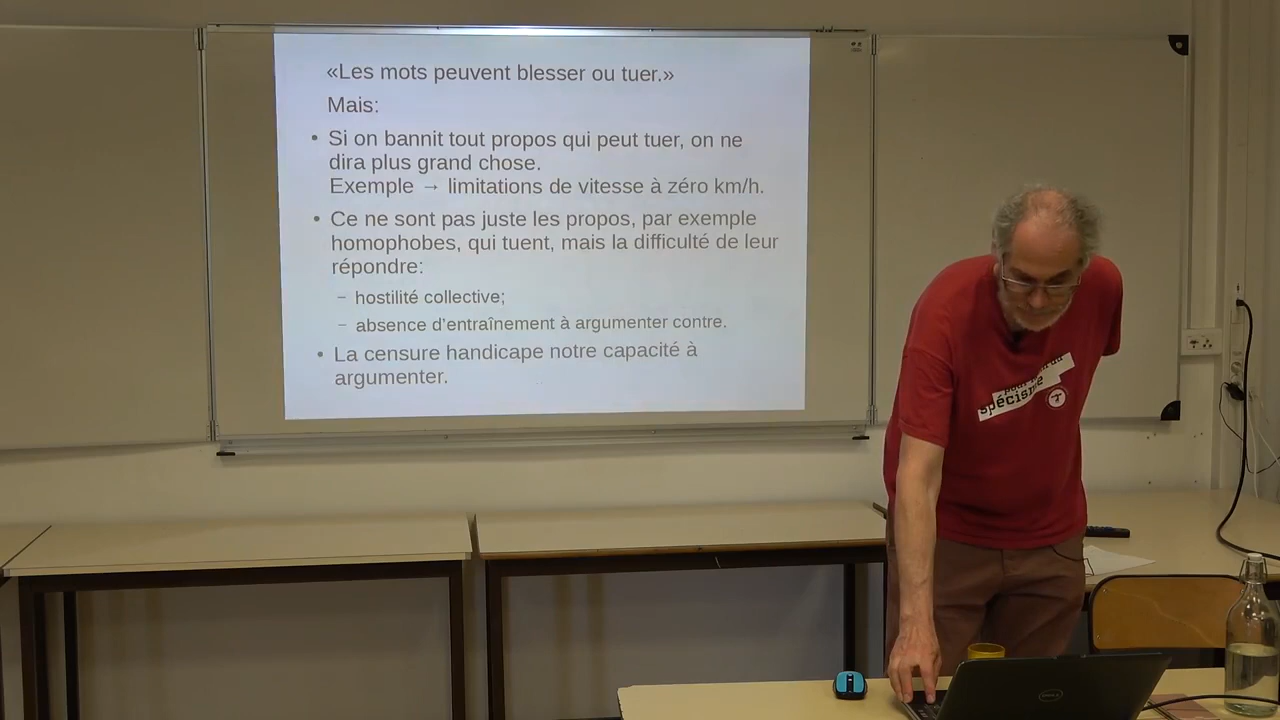 «Les mots peuvent blesser ou tuer.»
Mais:
• Si on bannit tout propos qui peut tuer, on ne
dira plus grand chose.
Exemple → limitations de vitesse à zéro km/h.
• Ce ne sont pas juste les propos, par exemple
homophobes, qui tuent, mais la difficulté de leur
répondre:
– hostilité collective;
– absence d'entraînement à argumenter contre.
• La censure handicape notre capacité à
argumenter.
spécisme
DELL